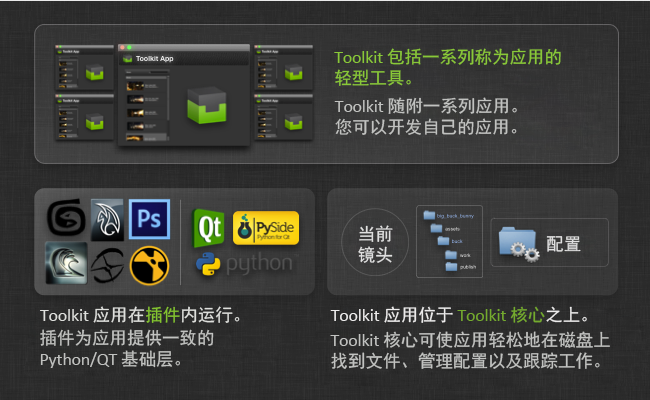 Toolkit App
Toolkit 包括一系列称为应用的
轻型工具。
Toolkit 随附一系列应用。
您可以开发自己的应用。
Ps
Qt
PySide
Python for Qt
python
当前
镜头
big_back_bunny
assets
back
work
publish
配置
Toolkit 应用在插件内运行。
插件为应用提供一致的
Python/QT 基础层。
Toolkit 应用位于 Toolkit 核心之上。
Toolkit 核心可使应用轻松地在磁盘上
找到文件、管理配置以及跟踪工作。